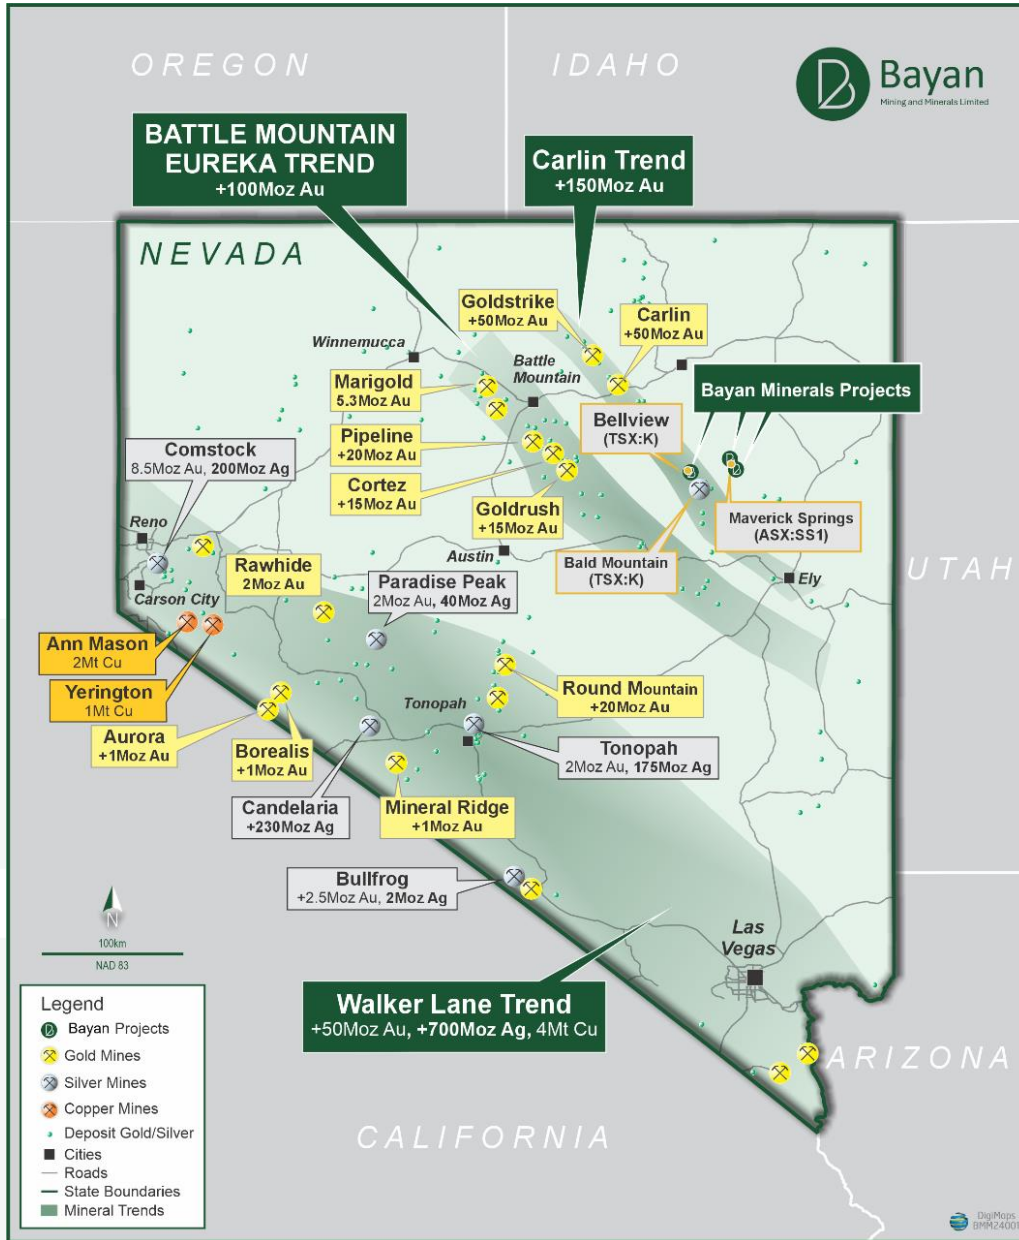 OREGON
IDAHO
Bayan
Mining and Minerals Limited
BATTLE MOUNTAIN
EUREKA TREND
+100Moz Au
Carlin Trend
+150Moz Au
NEVADA
Goldstrike
+50Moz Au
Carlin
+50Moz Au
Winnemucca
Battle
Mountain
Marigold
5.3Moz Au
Bayan Minerals Projects
Bellview
(TSX:K)
Pipeline
+20Moz Au
Comstock
8.5Moz Au, 200Moz Ag
Cortez
+15Moz Au
Goldrush
+15Moz Au
Maverick Springs
(ASX:SS1)
Reno
Austin
Bald Mountain
(TSX:K)
UTAH
Rawhide
2Moz Au
Paradise Peak
2Moz Au, 40Moz Ag
Ely
Carson City
Ann Mason
2Mt Cu
Yerington
1Mt Cu
Round Mountain
+20Moz Au
Tonopah
Aurora
+1Moz Au
Borealis
+1Moz Au
Tonopah
2Moz Au, 175Moz Ag
Candelaria
+230Moz Ag
Mineral Ridge
+1Moz Au
Bullfrog
+2.5Moz Au, 2Moz Ag
N
100km
NAD 83
Las
Vegas
Walker Lane Trend
+50Moz Au, +700Moz Ag, 4Mt Cu
Legend
Bayan Projects
Gold Mines
Silver Mines
Copper Mines
Deposit Gold/Silver
Cities
Roads
State Boundaries
Mineral Trends
ARIZONA
CALIFORNIA
DigiMaps
BMM24001